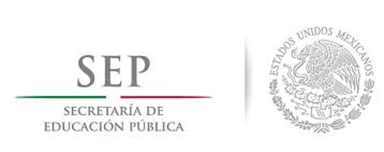 SEP
SECRETARÍA DE
EDUCACIÓN PÚBLICA
ESTADOS UNIDOS MEXICANOS